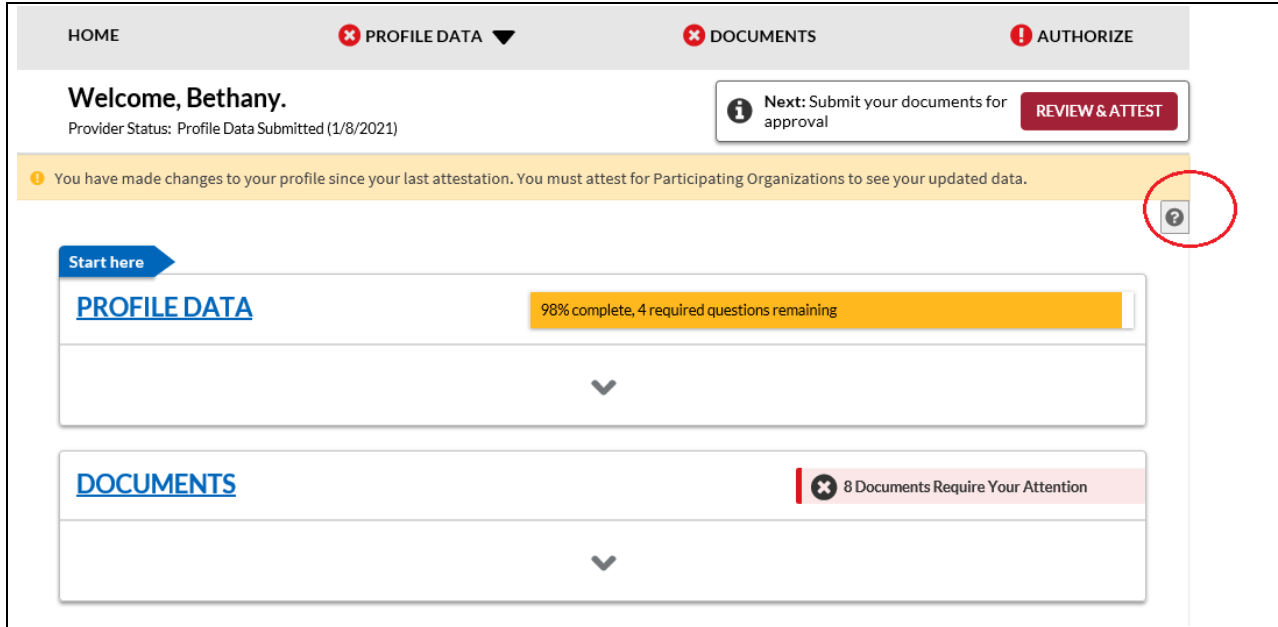 HOME
PROFILE DATA
DOCUMENTS
AUTHORIZE
Welcome, Bethany.
Provider Status: Profile Data Submitted (1/8/2021)
Next: Submit your documents for
approval
REVIEW & ATTEST
You have made changes to your profile since your last attestation. You must attest for Participating Organizations to see your updated data.
Start here
PROFILE DATA
98% complete, 4 required questions remaining
DOCUMENTS
8 Documents Require Your Attention